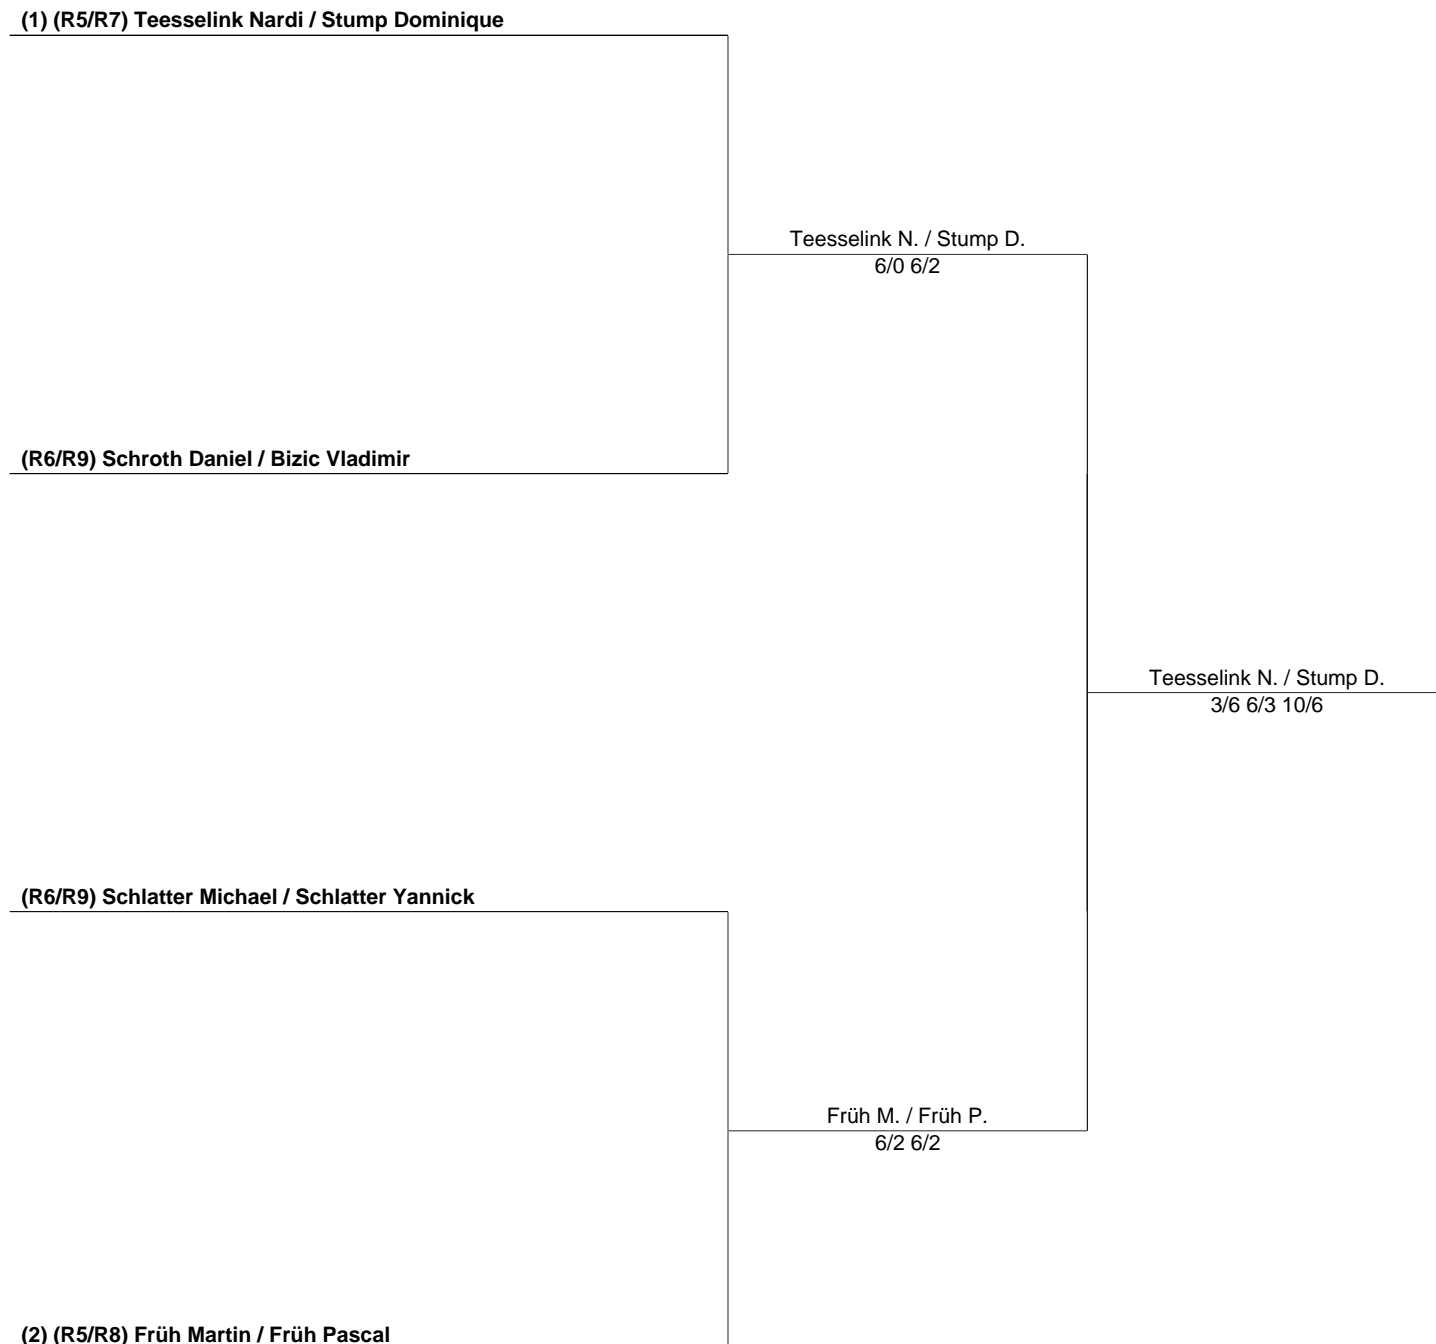 (1) (R5/R7) Teesselink Nardi / Stump Dominique
Teesselink N. / Stump D.
6/0 6/2
(R6/R9) Schroth Daniel / Bizic Vladimir
Teesselink N. / Stump D.
3/6 6/3 10/6
(R6/R9) Schlatter Michael / Schlatter Yannick
Früh M. / Früh P.
6/2 6/2
(2) (R5/R8) Früh Martin / Früh Pascal